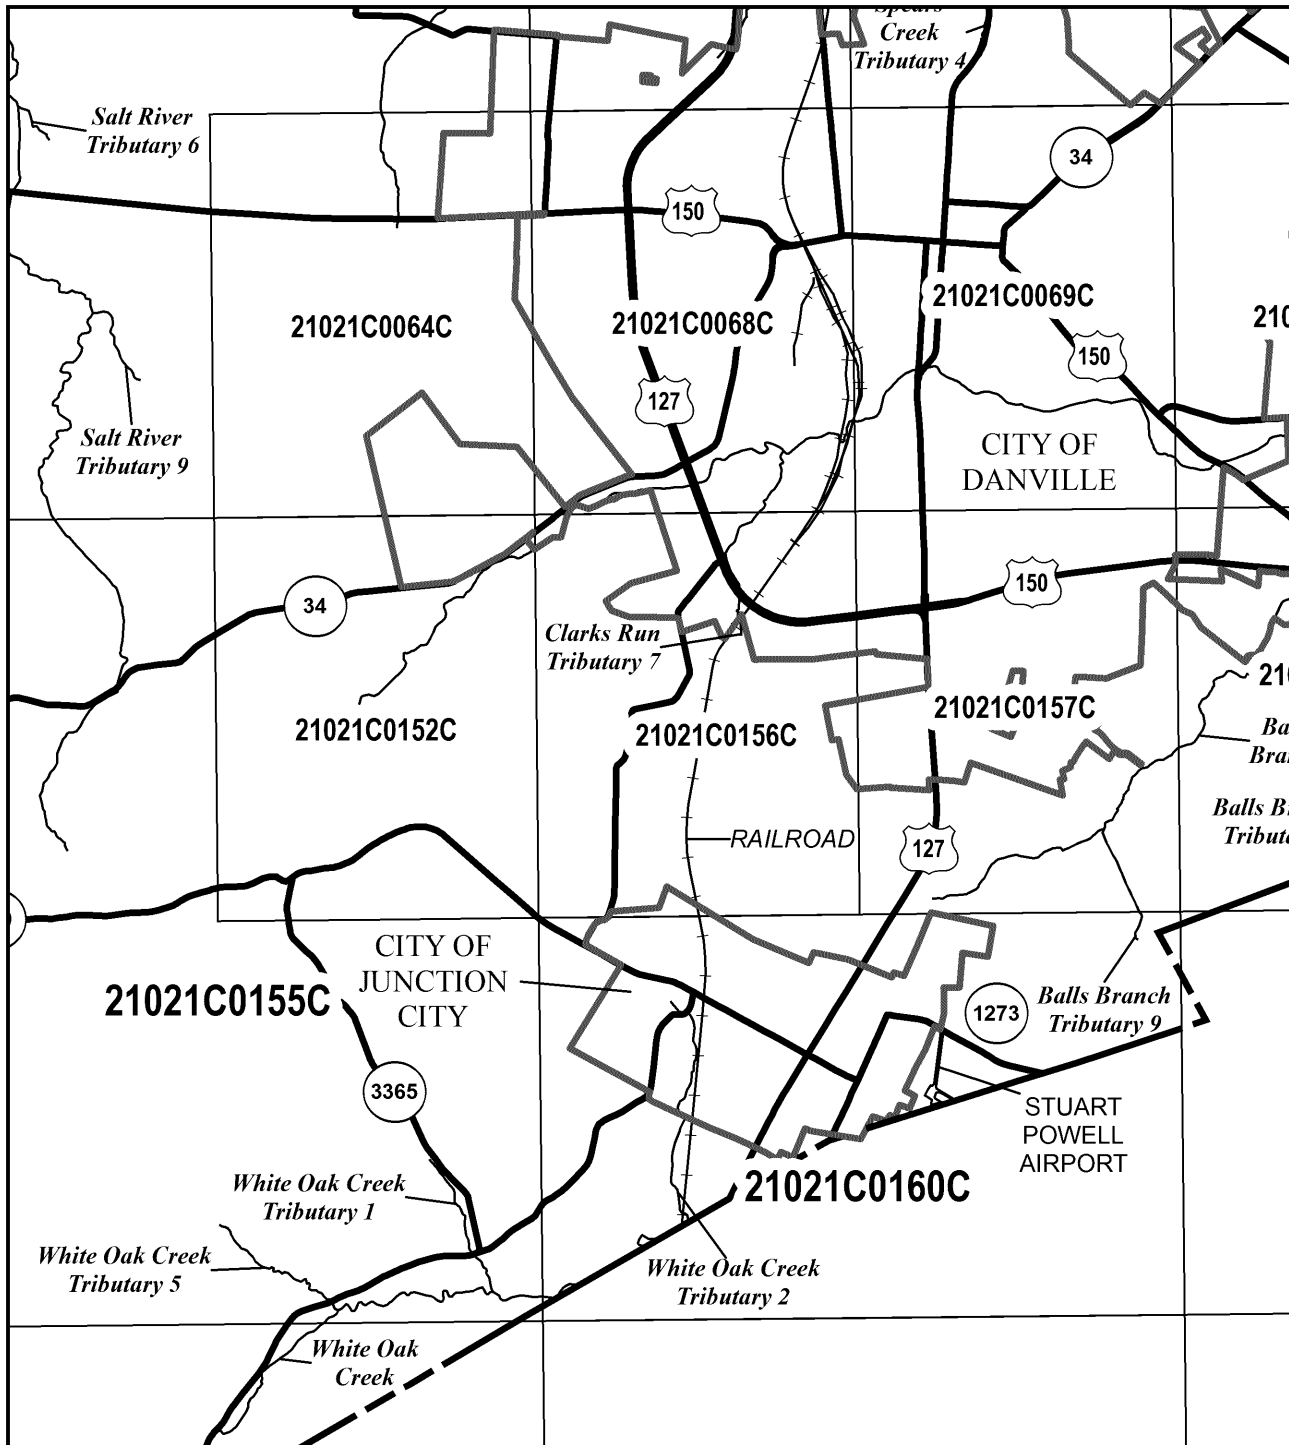 Creek
Tributary 4
Salt River
Tributary 6
34
150
21021C0069C
21021C0064C
21021C0068C
150
127
Salt River
Tributary 9
CITY OF
DANVILLE
150
34
Clarks Run
Tributary 7
21021C0157C
21021C0152C
21021C0156C
RAILROAD
127
CITY OF
JUNCTION
CITY
21021C0155C
1273
Balls Branch
Tributary 9
3365
STUART
POWELL
AIRPORT
21021C0160C
White Oak Creek
Tributary 1
White Oak Creek
Tributary 5
White Oak Creek
Tributary 2
White Oak
Creek